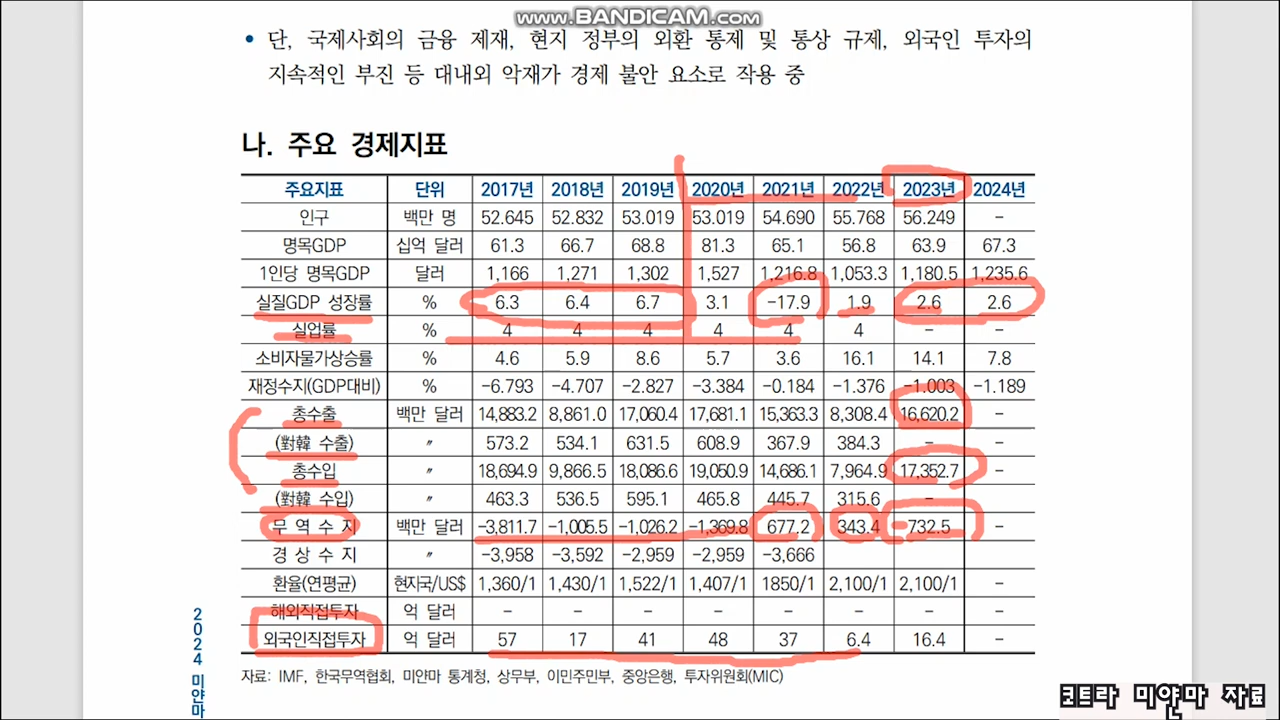 www.BANDICAM.com
• 단, 국제사회의 금융 제재, 현지 정부의 외환 통제 및 통상 규제, 외국인 투자의
지속적인 부진 등 대내외 악재가 경제 불안 요소로 작용 중
나. 주요 경제지표
주요지표 단위 2017년 2018년 2019년 2020년 2021년 2022년 2023년 2024년
인구 백만 명 52.645 52.832 53.019 53.019 54.690 55.768 56.249 –
명목GDP 십억 달러 61.3 66.7 68.8 81.3 65.1 56.8 63.9 67.3
1인당 명목GDP 달러 1,166 1,271 1,302 1,527 1,216.8 1,053.3 1,180.5 1,235.6
실질GDP 성장률 % 6.3 6.4 6.7 3.1 −17.9 1.9 2.6 2.6
실업률 % 4 4 4 4 4 4 – –
소비자물가상승률 % 4.6 5.9 8.6 5.7 3.6 16.1 14.1 7.8
재정수지(GDP대비) % −6.793 −4.707 −2.827 −3.384 −0.184 −1.376 −1.003 −1.189
총수출 백만 달러 14,883.2 8,861.0 17,060.4 17,681.1 15,363.3 8,308.4 16,620.2 –
(對韓 수출) 〃 573.2 534.1 631.5 608.9 367.9 384.3 – –
총수입 〃 18,694.9 9,866.5 18,086.6 19,050.9 14,686.1 7,964.9 17,352.7 –
(對韓 수입) 〃 463.3 536.5 595.1 465.8 445.7 315.6 – –
무 역 수 지 백만 달러 −3,811.7 −1,005.5 −1,026.2 −1,369.8 677.2 343.4 −732.5 –
경 상 수 지 〃 −3,958 −3,592 −2,959 −2,959 −3,666 –
환율(연평균) 현지국/US$ 1,360/1 1,430/1 1,522/1 1,407/1 1850/1 2,100/1 2,100/1 –
해외직접투자 억 달러 – – – – – – – –
외국인직접투자 억 달러 57 17 41 48 37 6.4 16.4 –
자료: IMF, 한국무역협회, 미얀마 통계청, 상무부, 이민주민부, 중앙은행, 투자위원회(MIC)
2024 미얀마
코트라 미얀마 자료